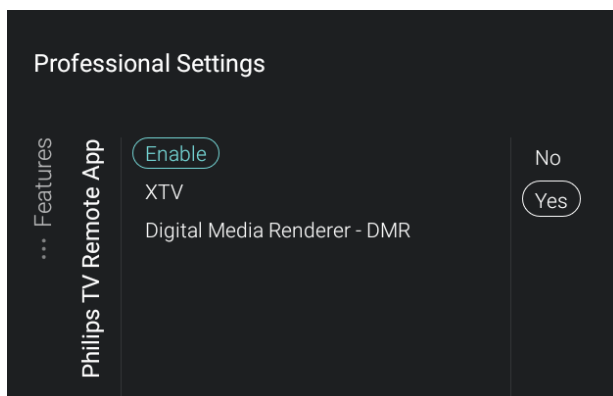 Professional Settings
... Features
Philips TV Remote App
Enable
XTV
Digital Media Renderer - DMR
No
Yes